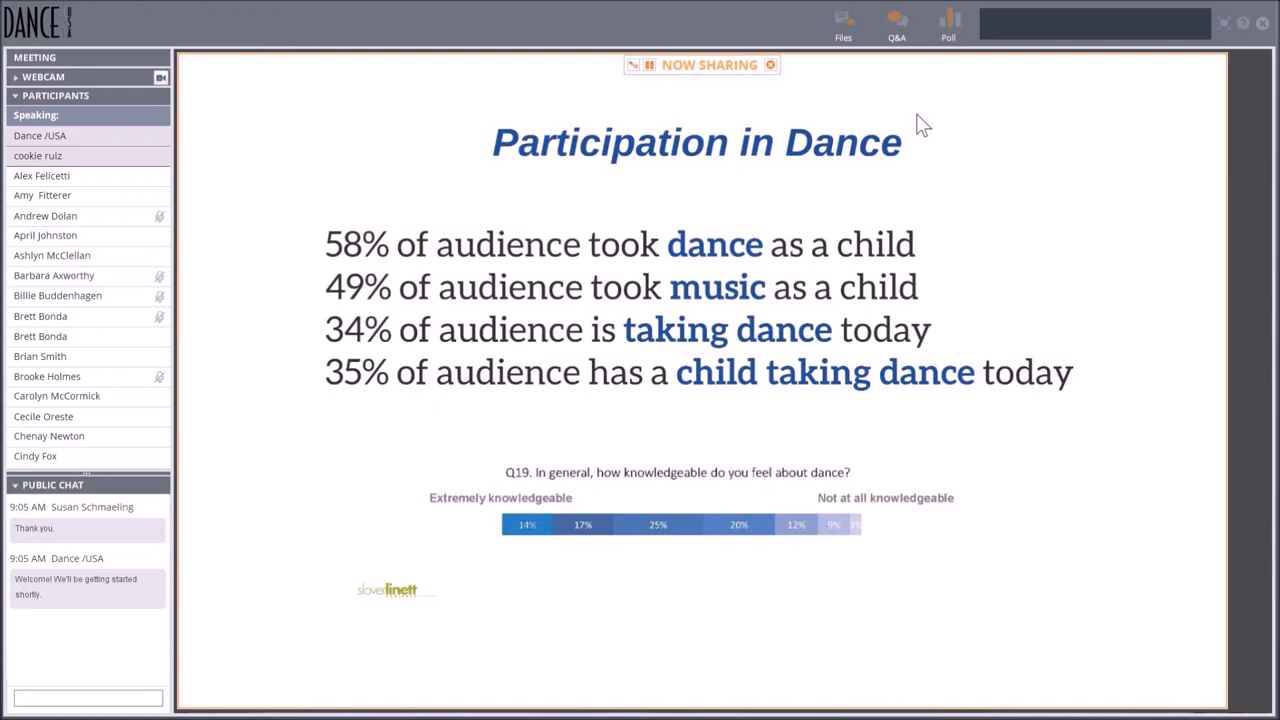 DANCE USA
Files
Q&A
Poll
MEETING
WEBCAM
PARTICIPANTS
Speaking:
Dance /USA
cookie ruiz
Alex Felicetti
Amy Fitterer
Andrew Dolan
April Johnston
Ashlyn McClellan
Barbara Axworthy
Billie Buddenhagen
Brett Bonda
Brett Bonda
Brian Smith
Brooke Holmes
Carolyn McCormick
Cecile Oreste
Chenay Newton
Cindy Fox
PUBLIC CHAT
9:05 AM Susan Schmaeling
Thank you.
9:05 AM Dance /USA
Welcome! We'll be getting started
shortly.
NOW SHARING
Participation in Dance
58% of audience took dance as a child
49% of audience took music as a child
34% of audience is taking dance today
35% of audience has a child taking dance today
Q19. In general, how knowledgeable do you feel about dance?
Extremely knowledgeable Not at all knowledgeable
14% 17% 25% 20% 12% 9% 3%
sloverlinett